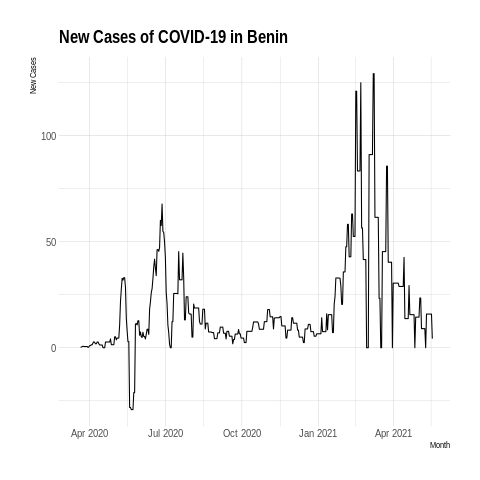 New Cases of COVID-19 in Benin
New Cases
100
50
0
Apr 2020 Jul 2020 Oct 2020 Jan 2021 Apr 2021
Month